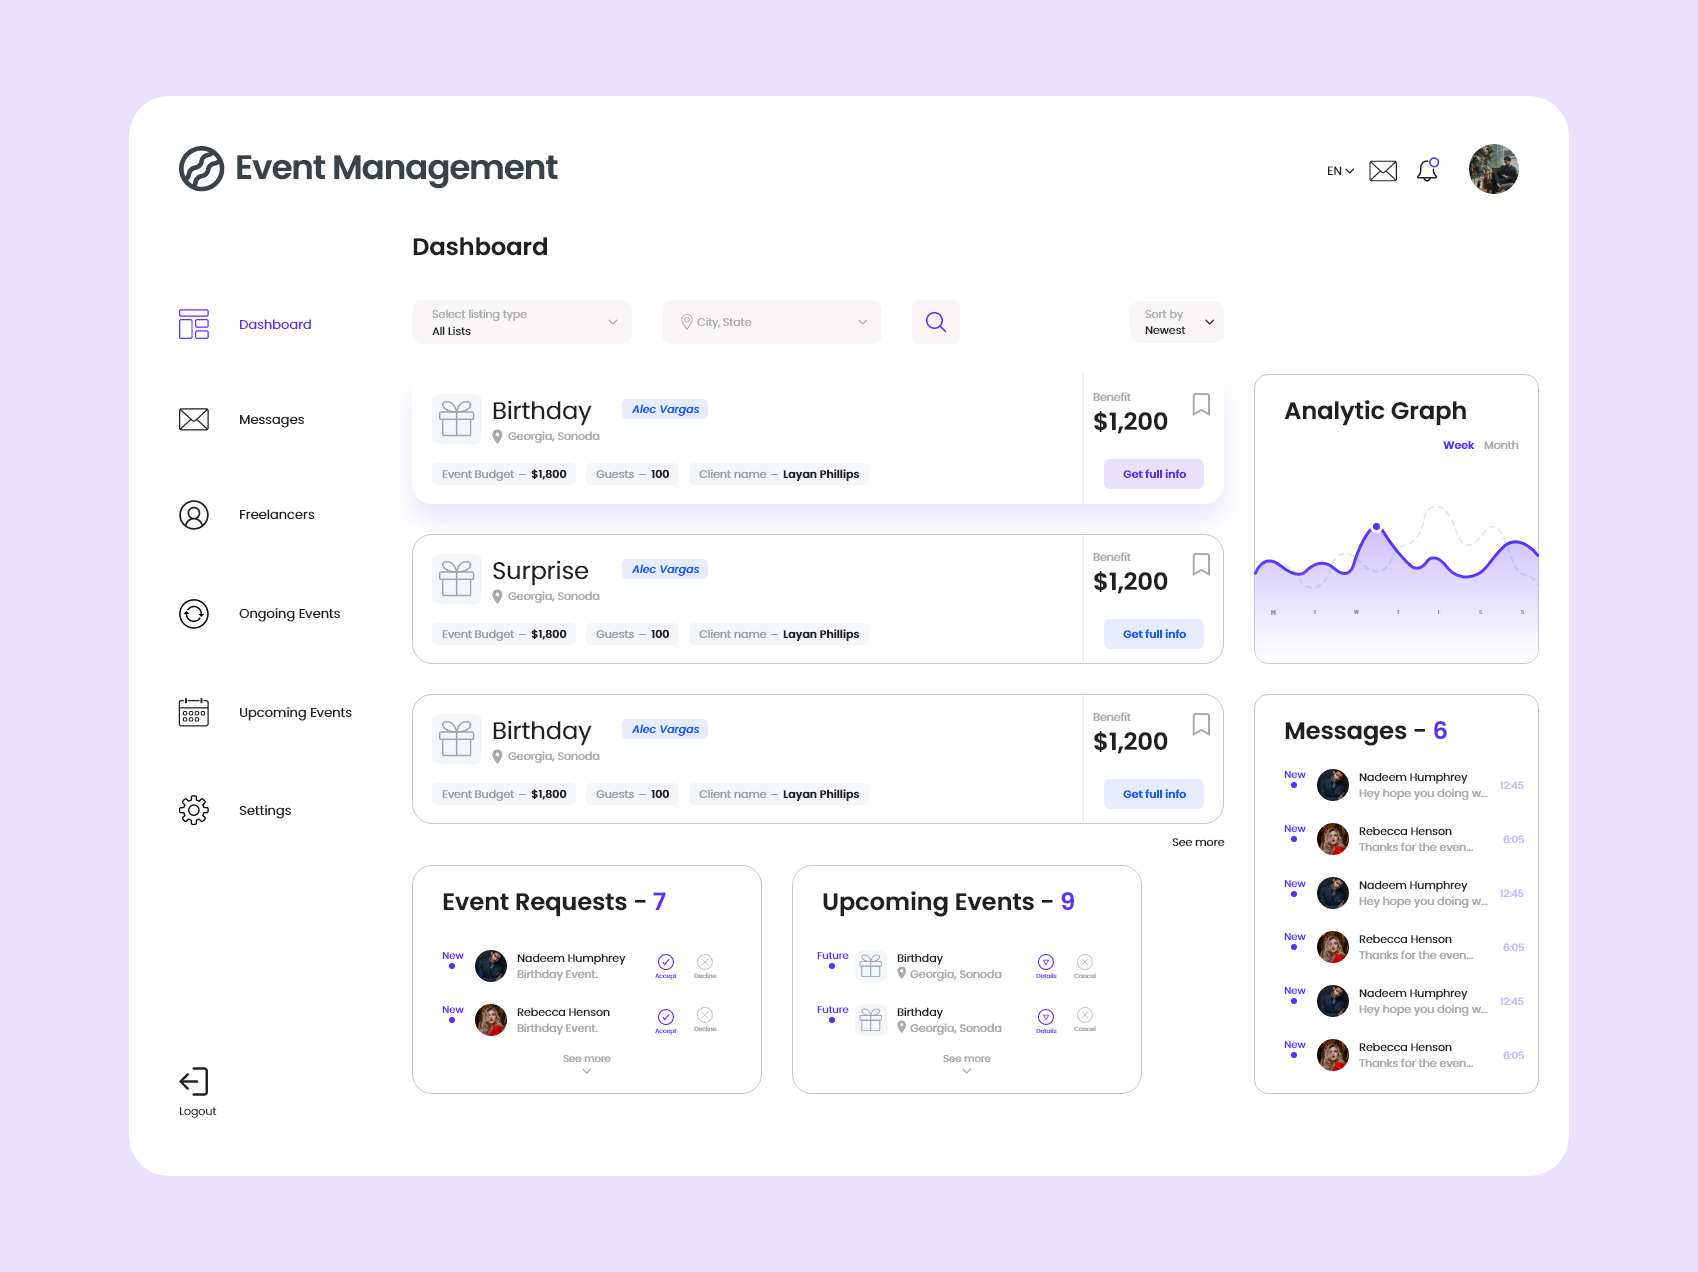 Event Management
EN
Dashboard
Dashboard
Messages
Freelancers
Ongoing Events
Upcoming Events
Settings
Logout
Select listing type
All Lists
City, State
Sort by
Newest
Birthday
Alec Vargas
Georgia, Sonoda
Event Budget – $1,800
Guests – 100
Client name – Layan Phillips
Benefit
$1,200
Get full info
Surprise
Alec Vargas
Georgia, Sonoda
Event Budget – $1,800
Guests – 100
Client name – Layan Phillips
Benefit
$1,200
Get full info
Birthday
Alec Vargas
Georgia, Sonoda
Event Budget – $1,800
Guests – 100
Client name – Layan Phillips
Benefit
$1,200
Get full info
See more
Analytic Graph
Week Month
M T W T F S S
Event Requests - 7
New
Nadeem Humphrey
Birthday Event.
Accept
Decline
New
Rebecca Henson
Birthday Event.
Accept
Decline
See more
Upcoming Events - 9
Future
Birthday
Georgia, Sonoda
Details
Cancel
Future
Birthday
Georgia, Sonoda
Details
Cancel
See more
Messages - 6
New
Nadeem Humphrey
Hey hope you doing w...
12:45
New
Rebecca Henson
Thanks for the even...
6:05
New
Nadeem Humphrey
Hey hope you doing w...
12:45
New
Rebecca Henson
Thanks for the even...
6:05
New
Nadeem Humphrey
Hey hope you doing w...
12:45
New
Rebecca Henson
Thanks for the even...
6:05